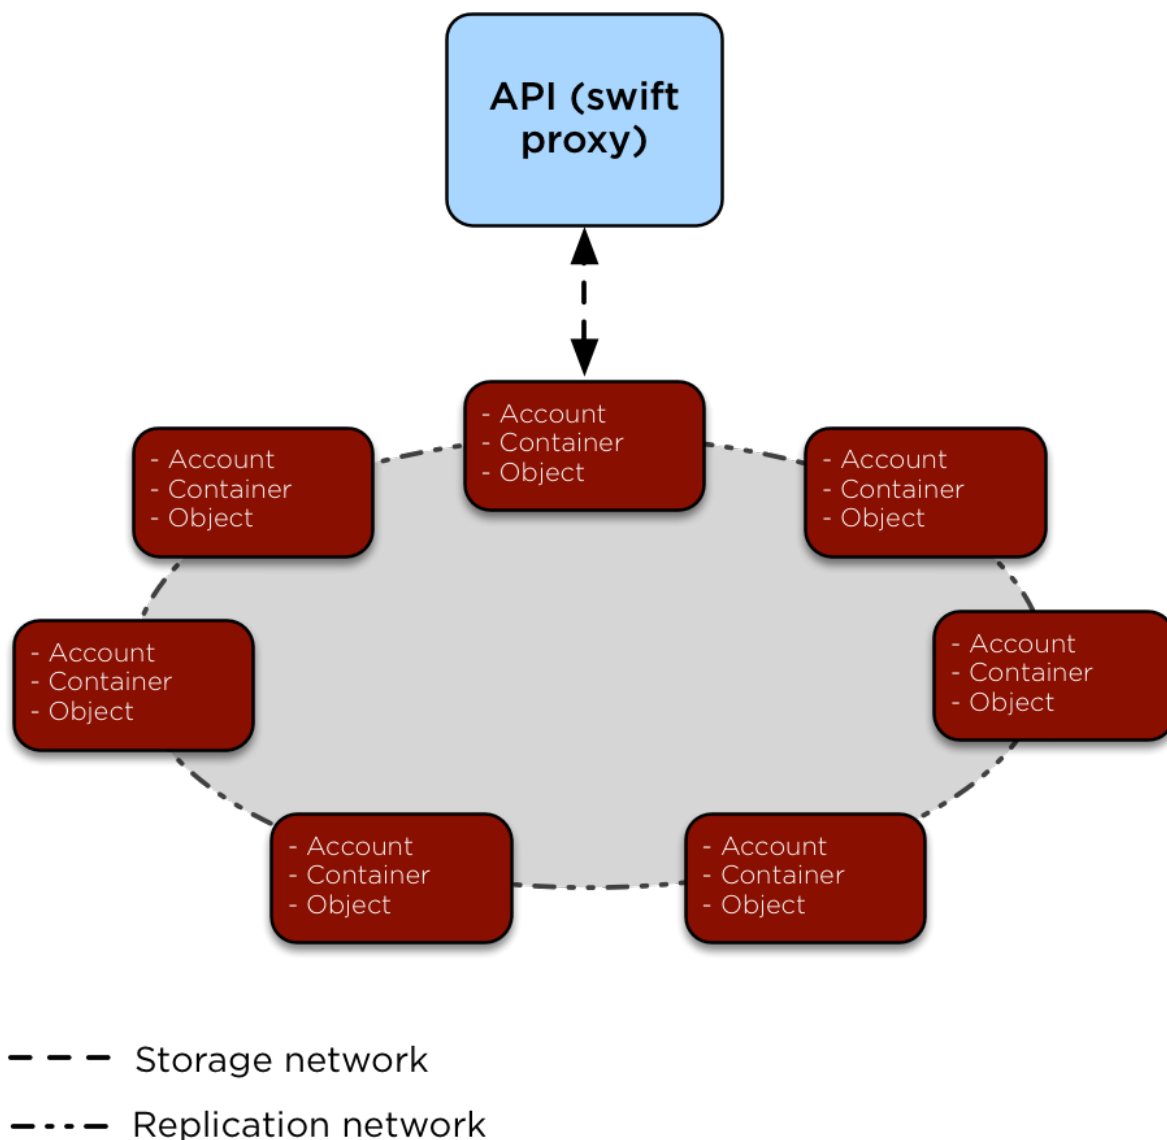 API (swift
proxy)
- Account
- Container
- Object
- Account
- Container
- Object
- Account
- Container
- Object
- Account
- Container
- Object
- Account
- Container
- Object
- Account
- Container
- Object
- Account
- Container
- Object
Storage network
Replication network